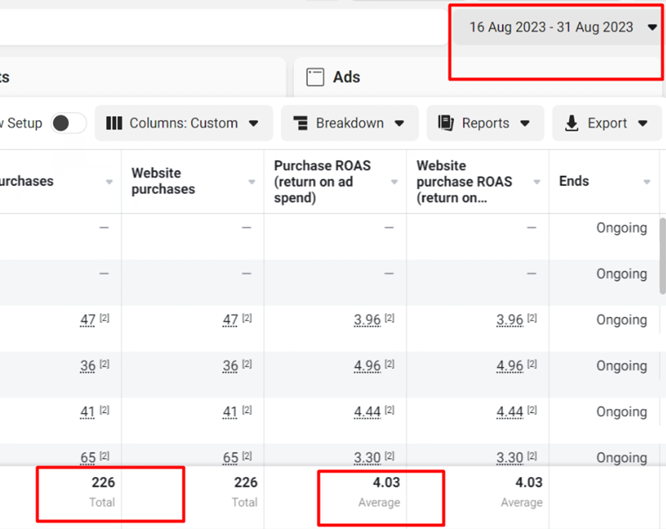 16 Aug 2023 - 31 Aug 2023
ts
Ads
w Setup
Columns: Custom
Breakdown
Reports
Export
urchases
Website
purchases
Purchase ROAS
(return on ad
spend)
Website
purchase ROAS
(return on...
Ends
— — — — Ongoing
— — — — Ongoing
47 [2] 47 [2] 3.96 [2] 3.96 [2] Ongoing
36 [2] 36 [2] 4.96 [2] 4.96 [2] Ongoing
41 [2] 41 [2] 4.44 [2] 4.44 [2] Ongoing
65 [2] 65 [2] 3.30 [2] 3.30 [2] Ongoing
226 226 4.03 4.03
Total Total Average Average